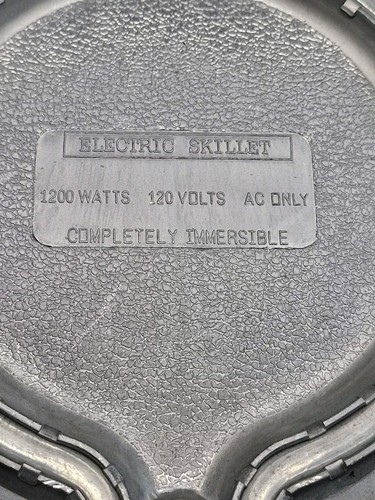 ELECTRIC SKILLET
1200 WATTS 120 VOLTS AC ONLY
COMPLETELY IMMERSIBLE